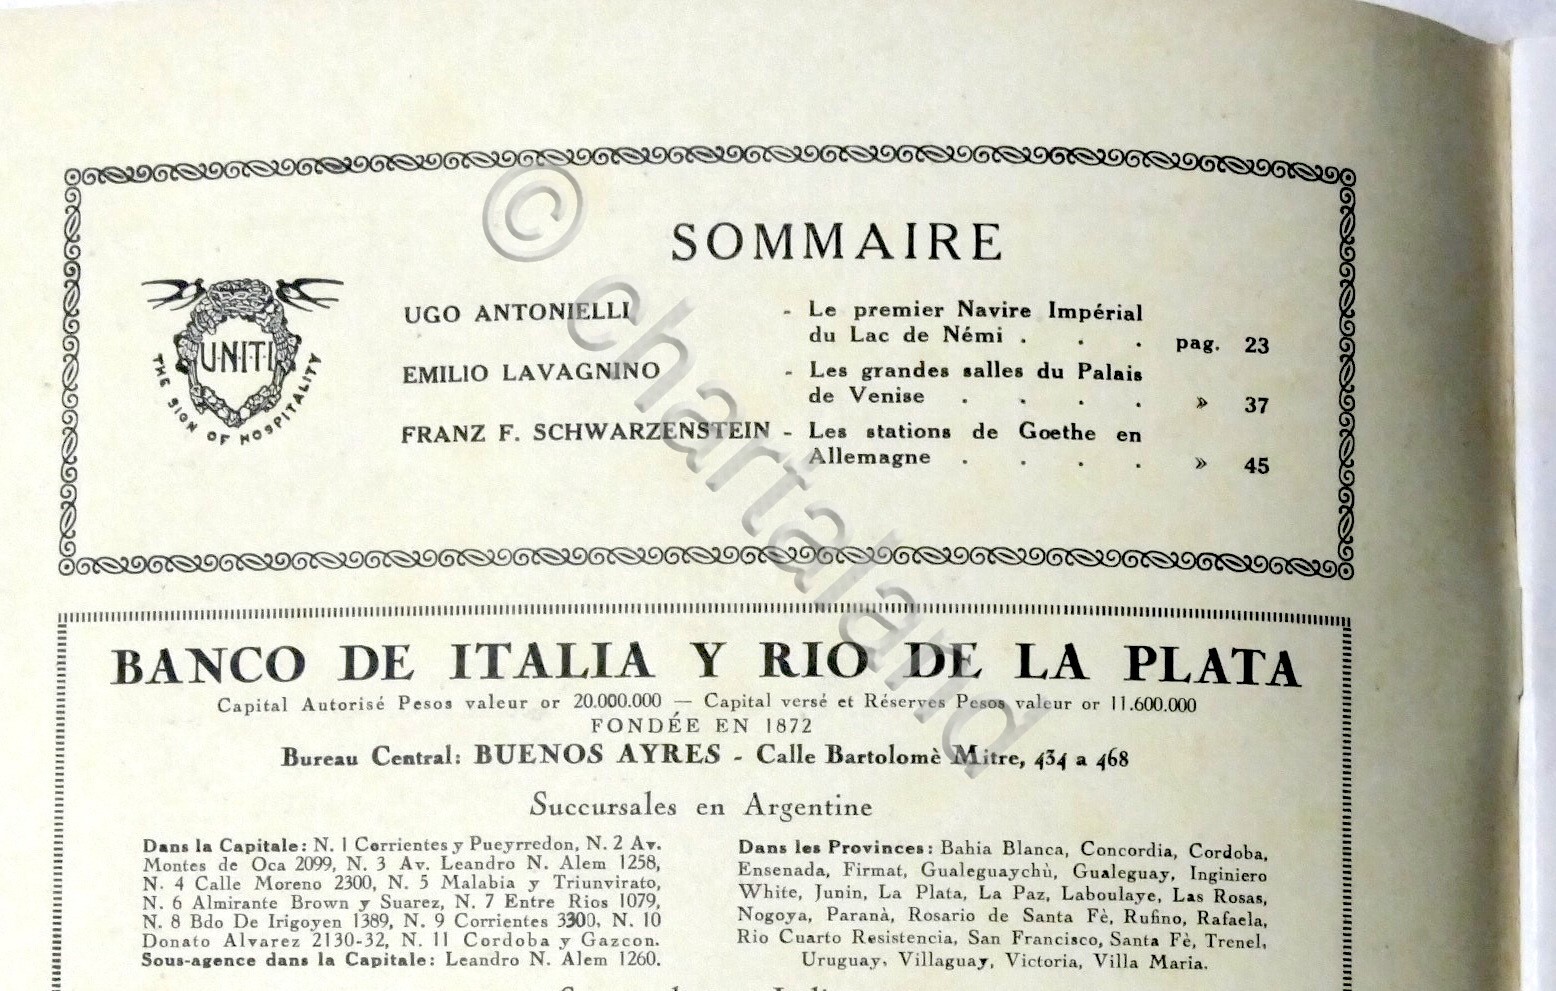 SOMMAIRE
U·N·I·T·I
THE SIGN OF HOSPITALITY
UGO ANTONIELLI - Le premier Navire Impérial
du Lac de Némi . . . pag. 23
EMILIO LAVAGNINO - Les grandes salles du Palais
de Venise . . . . » 37
FRANZ F. SCHWARZENSTEIN - Les stations de Goethe en
Allemagne . . . . » 45
BANCO DE ITALIA Y RIO DE LA PLATA
Capital Autorisé Pesos valeur or 20.000.000 — Capital versé et Réserves Pesos valeur or 11.600.000
FONDÉE EN 1872
Bureau Central: BUENOS AYRES - Calle Bartolomè Mitre, 434 a 468
Succursales en Argentine
Dans la Capitale: N. 1 Corrientes y Pueyrredon, N. 2 Av.
Montes de Oca 2099, N. 3 Av. Leandro N. Alem 1258,
N. 4 Calle Moreno 2300, N. 5 Malabia y Triunvirato,
N. 6 Almirante Brown y Suarez, N. 7 Entre Rios 1079,
N. 8 Bdo De Irigoyen 1389, N. 9 Corrientes 3300, N. 10
Donato Alvarez 2130-32, N. 11 Cordoba y Gazcon.
Sous-agence dans la Capitale: Leandro N. Alem 1260.
Dans les Provinces: Bahia Blanca, Concordia, Cordoba,
Ensenada, Firmat, Gualeguaychù, Gualeguay, Inginiero
White, Junin, La Plata, La Paz, Laboulaye, Las Rosas,
Nogoya, Paranà, Rosario de Santa Fè, Rufino, Rafaela,
Rio Cuarto Resistencia, San Francisco, Santa Fè, Trenel,
Uruguay, Villaguay, Victoria, Villa Maria.
© chartaland